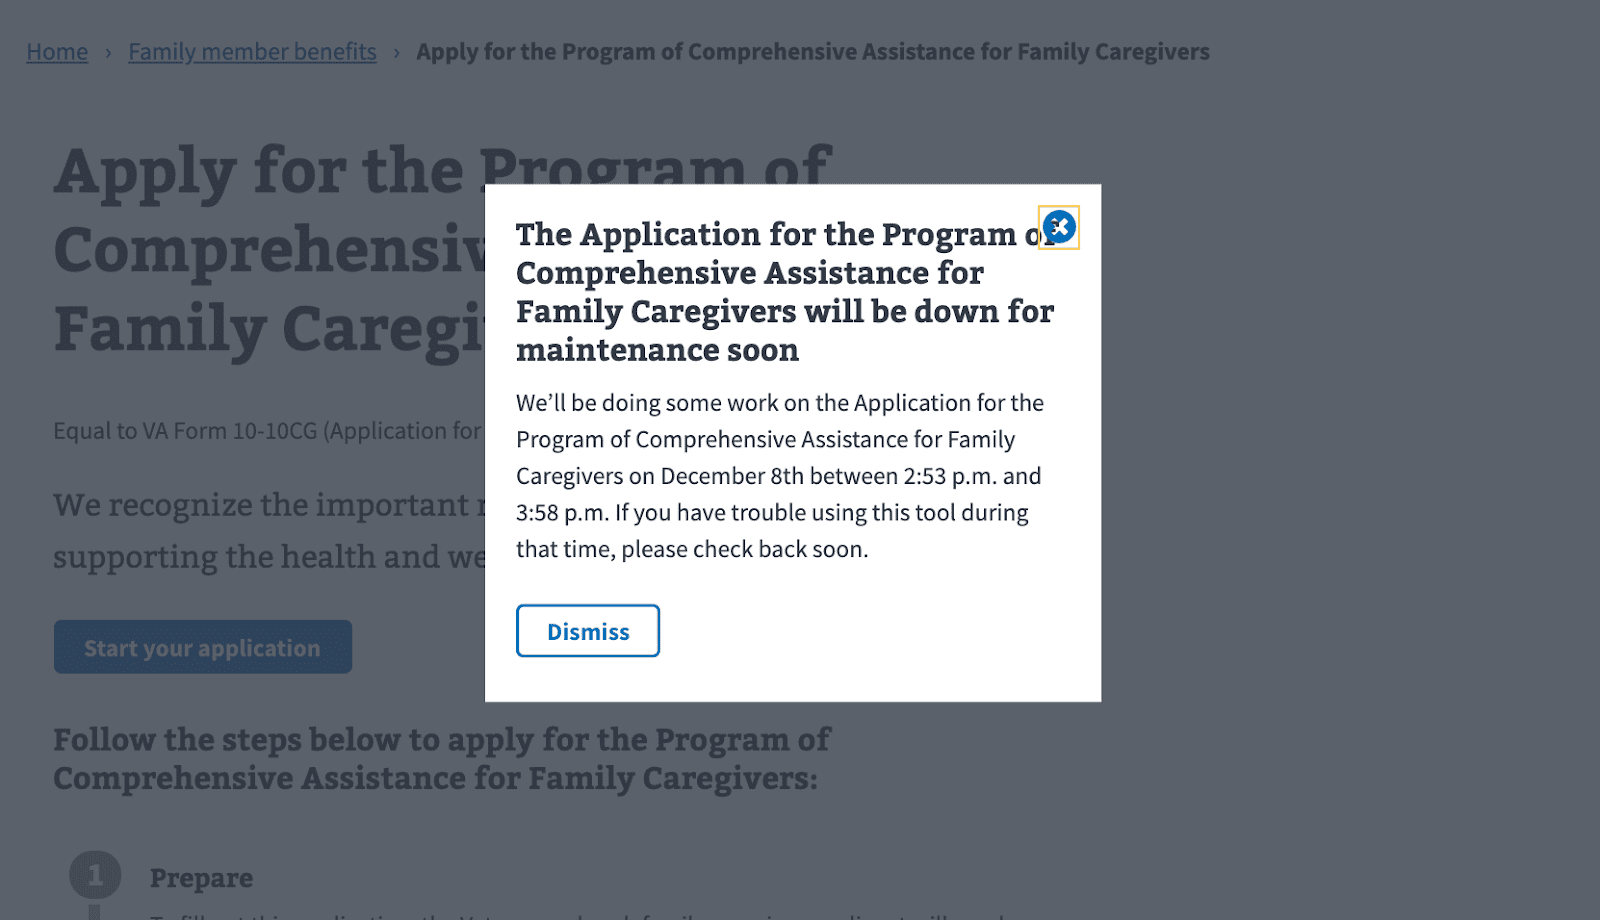 Home › Family member benefits › Apply for the Program of Comprehensive Assistance for Family Caregivers
Apply for the Program of
Comprehensiv
Family Caregi
Equal to VA Form 10-10CG (Application for
We recognize the important
supporting the health and we
Start your application
The Application for the Program of
Comprehensive Assistance for
Family Caregivers will be down for
maintenance soon
We’ll be doing some work on the Application for the
Program of Comprehensive Assistance for Family
Caregivers on December 8th between 2:53 p.m. and
3:58 p.m. If you have trouble using this tool during
that time, please check back soon.
Dismiss
Follow the steps below to apply for the Program of
Comprehensive Assistance for Family Caregivers:
1 Prepare